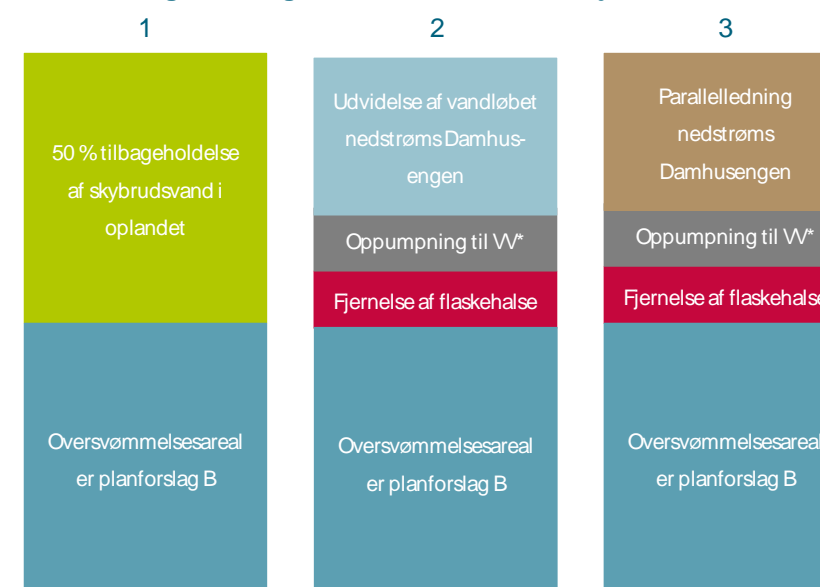 1
50 % tilbageholdelse
af skybrudsvand i
oplandet
Oversvømmelsesareal
er planforslag B
2
Udvidelse af vandløbet
nedstrøms Damhus-
engen
Oppumpning til VV*
Fjernelse af flaskehalse
Oversvømmelsesareal
er planforslag B
3
Parallelledning
nedstrøms
Damhusengen
Oppumpning til VV*
Fjernelse af flaskehalse
Oversvømmelsesareal
er planforslag B